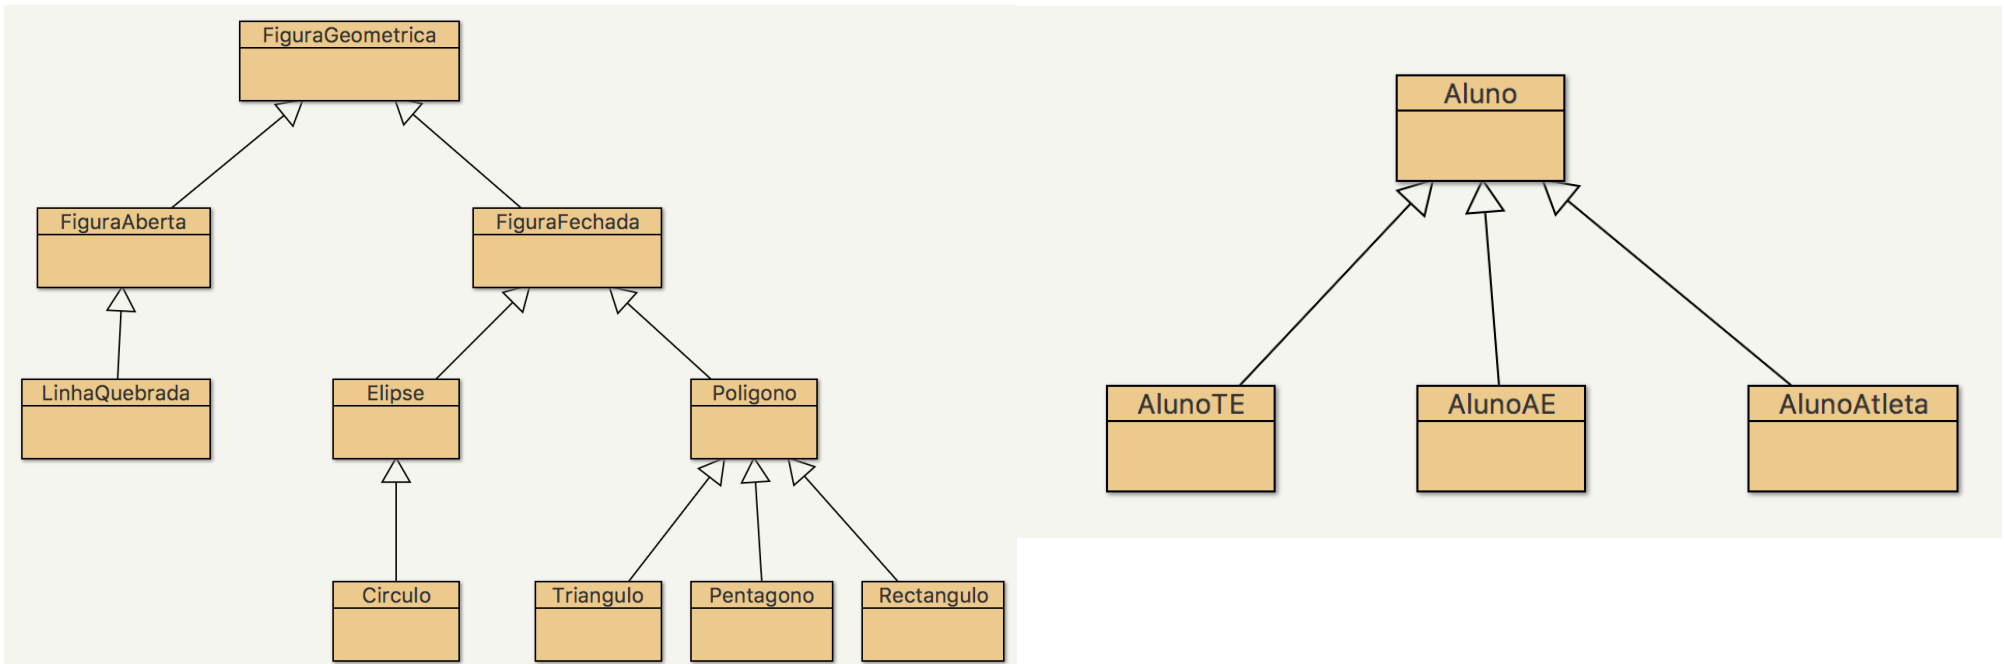 FiguraGeometrica
FiguraAberta
FiguraFechada
LinhaQuebrada
Elipse
Poligono
Circulo
Triangulo
Pentagono
Rectangulo
Aluno
AlunoTE
AlunoAE
AlunoAtleta